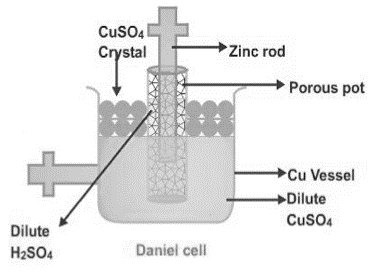 CuSO₄
Crystal
Zinc rod
Porous pot
Cu Vessel
Dilute
CuSO₄
Dilute
H₂SO₄
Daniel cell